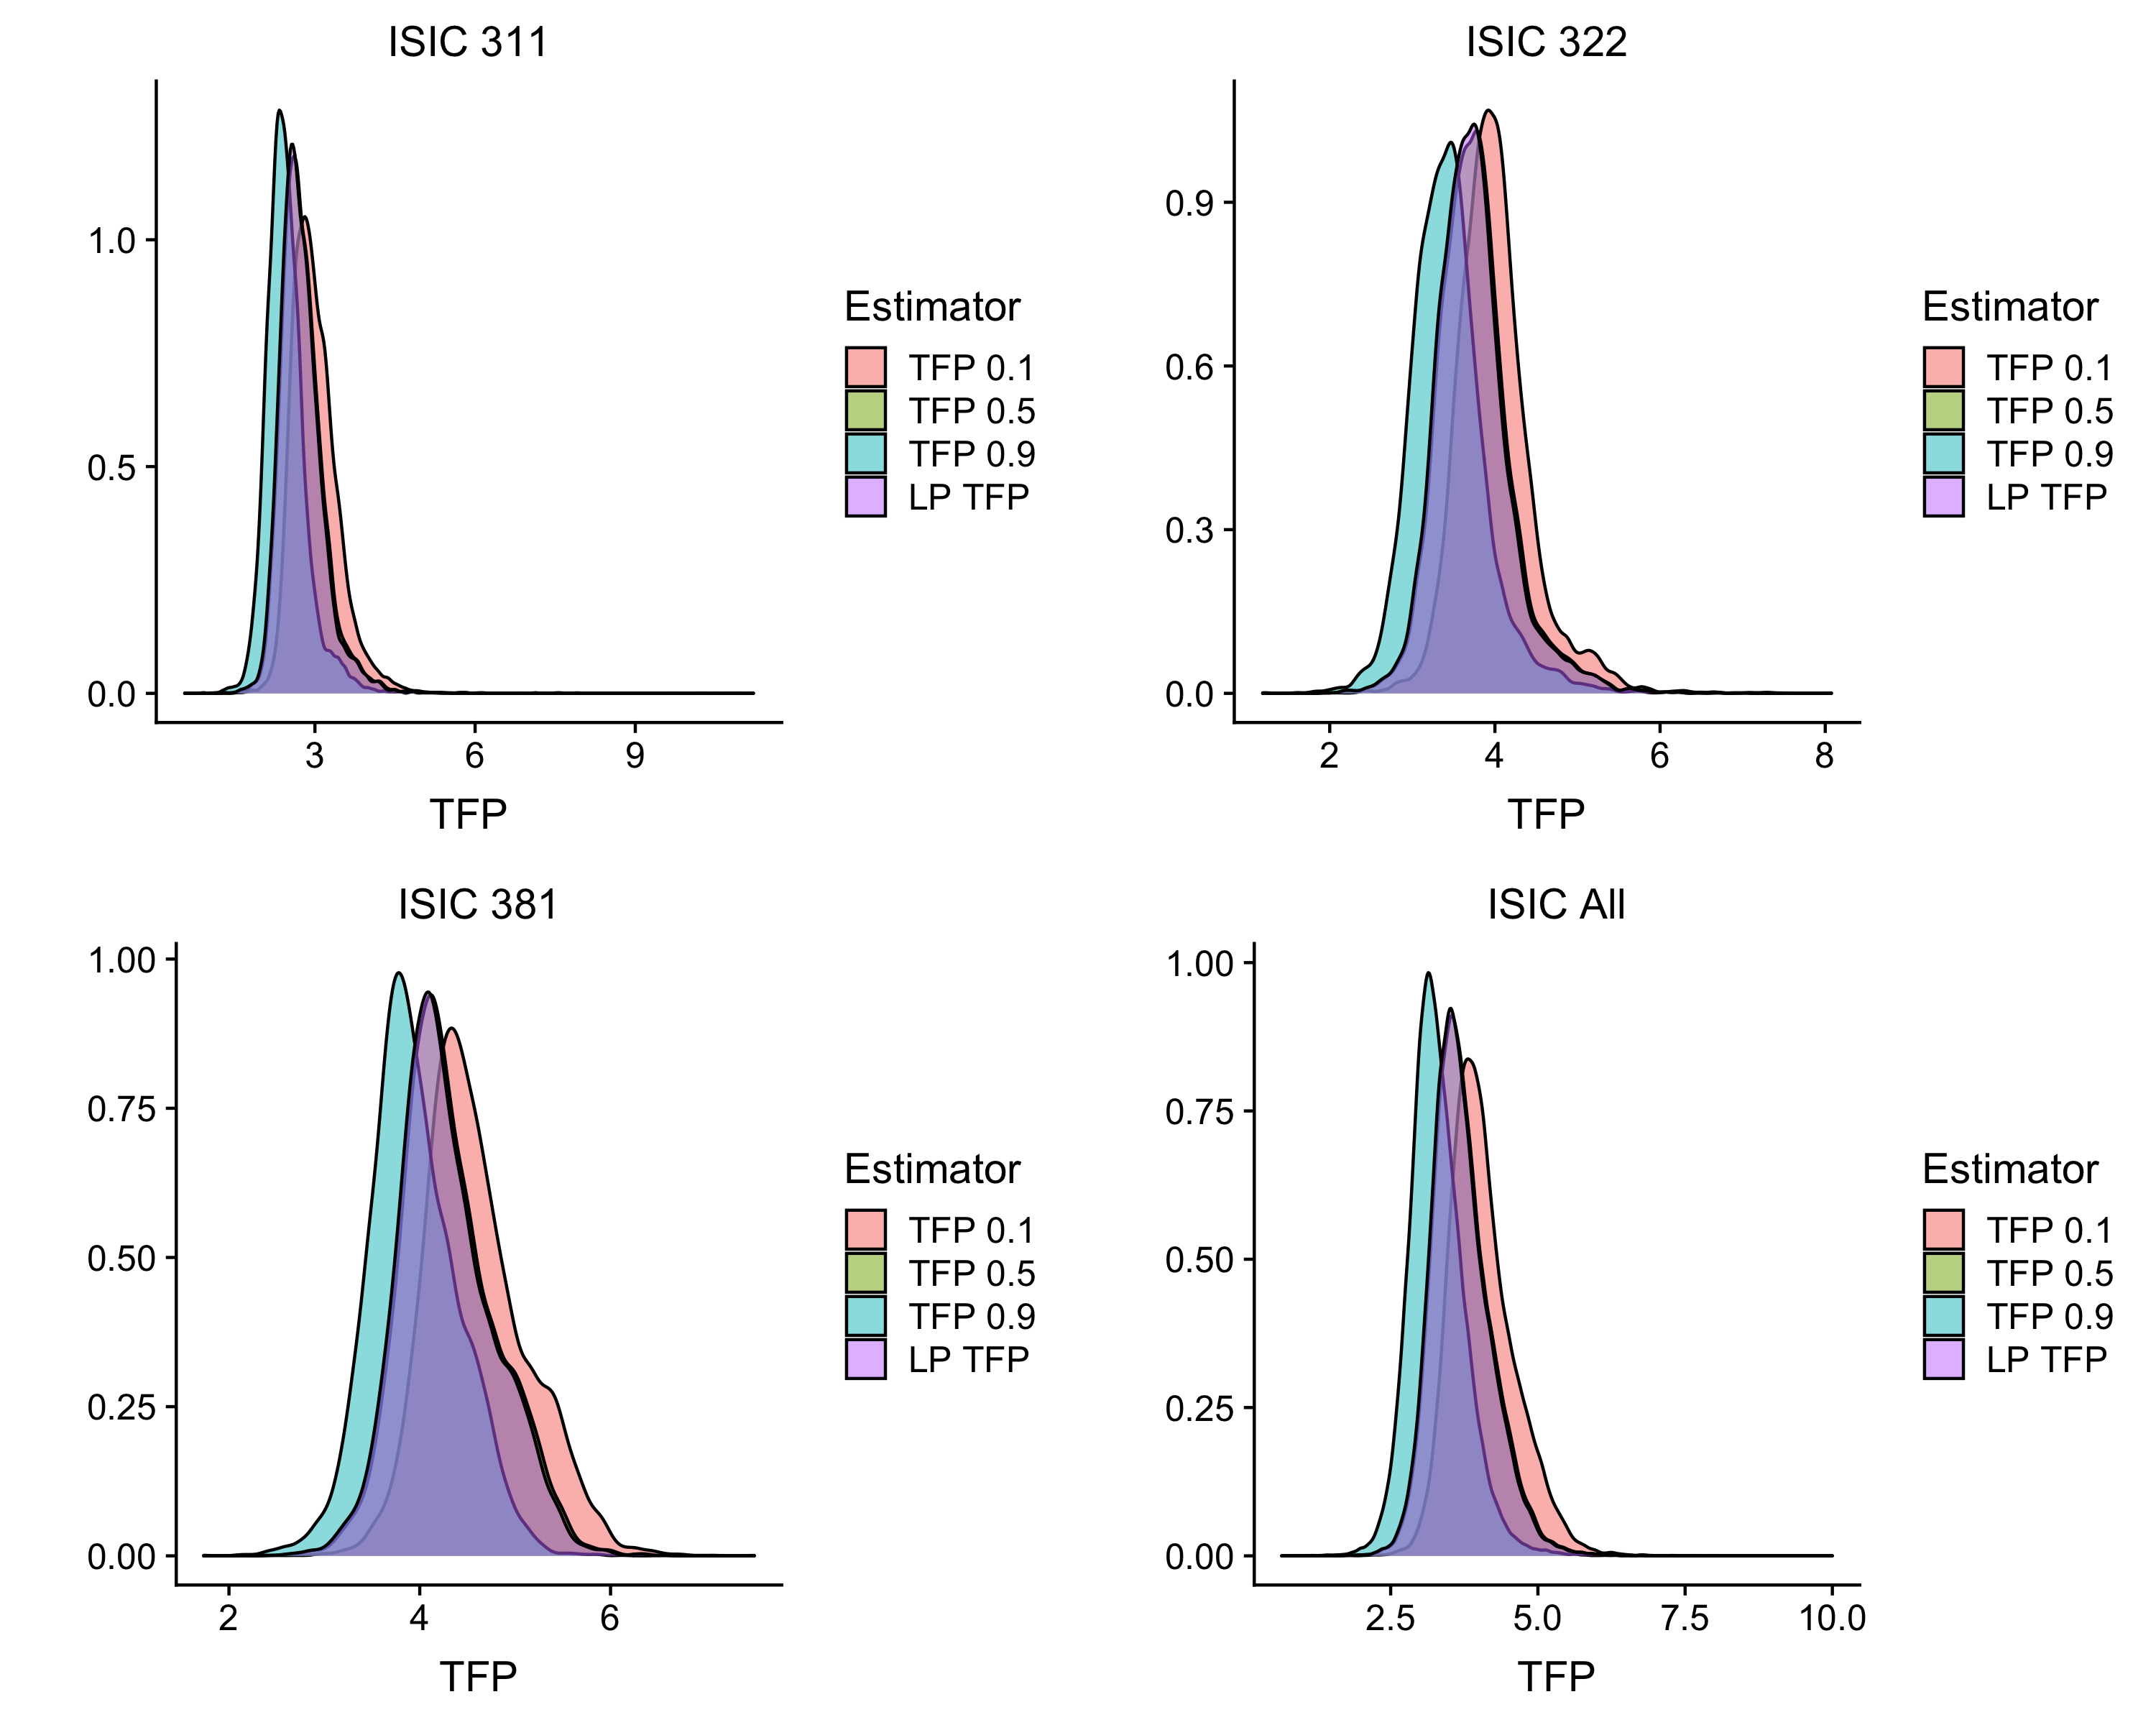 ISIC 311
1.0
0.5
0.0
3 6 9
TFP
Estimator
TFP 0.1
TFP 0.5
TFP 0.9
LP TFP
ISIC 322
0.9
0.6
0.3
0.0
2 4 6 8
TFP
Estimator
TFP 0.1
TFP 0.5
TFP 0.9
LP TFP
ISIC 381
1.00
0.75
0.50
0.25
0.00
2 4 6
TFP
Estimator
TFP 0.1
TFP 0.5
TFP 0.9
LP TFP
ISIC All
1.00
0.75
0.50
0.25
0.00
2.5 5.0 7.5 10.0
TFP
Estimator
TFP 0.1
TFP 0.5
TFP 0.9
LP TFP